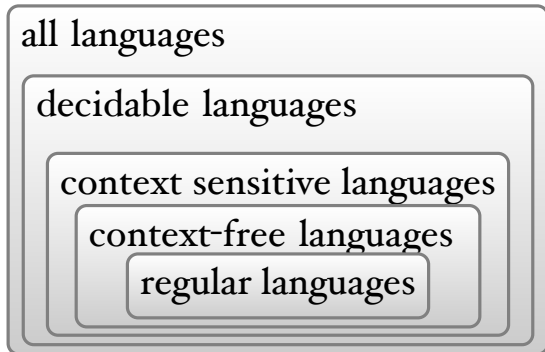 all languages
decidable languages
context sensitive languages
context-free languages
regular languages